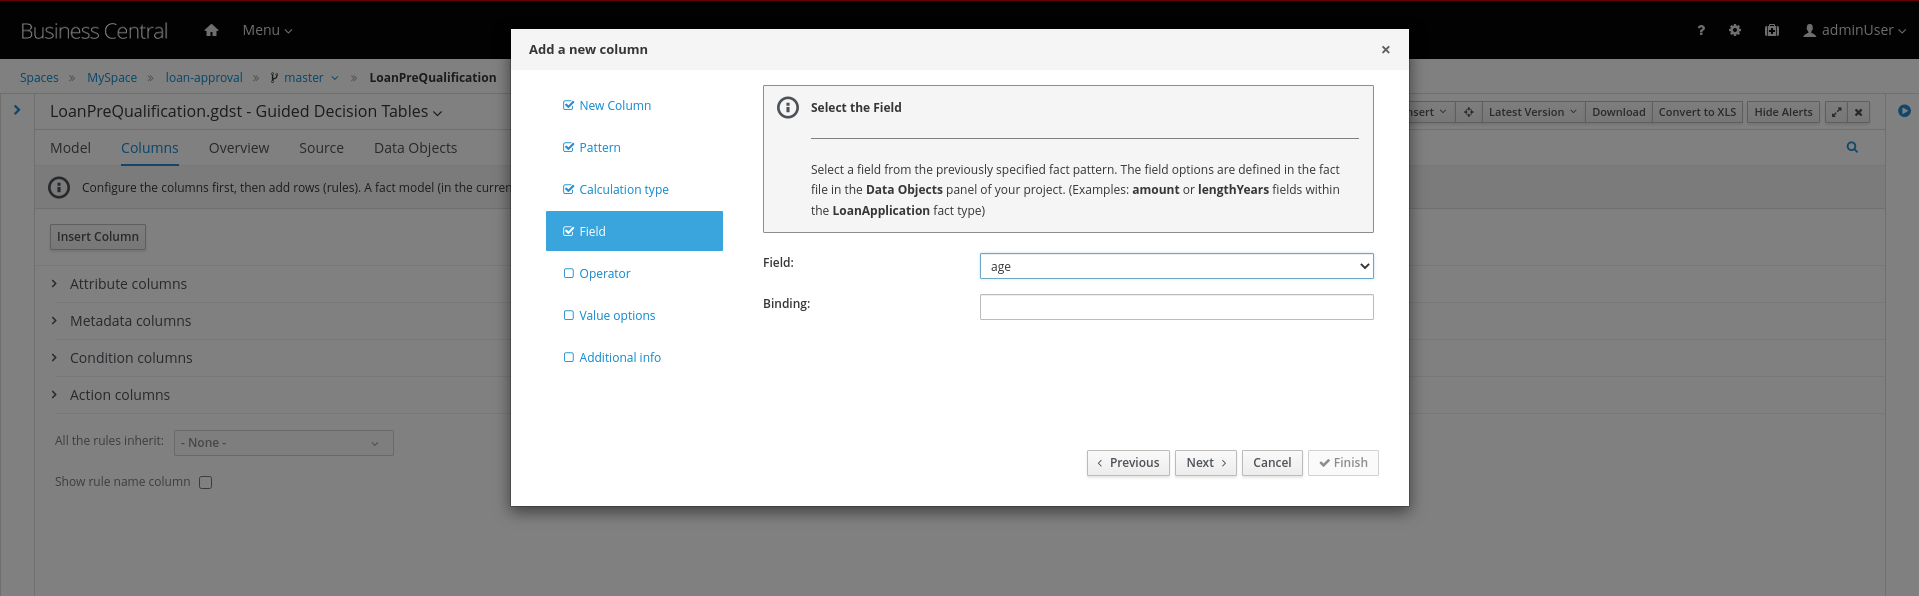 Business Central
Menu
?
adminUser
Spaces » MySpace » loan-approval » master » LoanPreQualification
LoanPreQualification.gdst - Guided Decision Tables
Latest Version
Download
Convert to XLS
Hide Alerts
Model
Columns
Overview
Source
Data Objects
Configure the columns first, then add rows (rules). A fact model (in the
Insert Column
Attribute columns
Metadata columns
Condition columns
Action columns
All the rules inherit:
- None -
Show rule name column
Add a new column
×
New Column
Pattern
Calculation type
Field
Operator
Value options
Additional info
Select the Field
Select a field from the previously specified fact pattern. The field options are defined in the fact
file in the Data Objects panel of your project. (Examples: amount or lengthYears fields within
the LoanApplication fact type)
Field:
age
Binding:
Previous
Next
Cancel
Finish